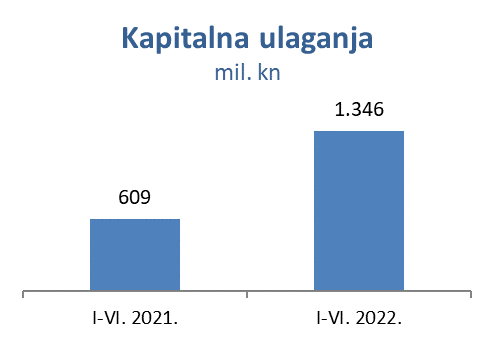 Kapitalna ulaganja
mil. kn
1.346
609
I-VI. 2021.
I-VI. 2022.